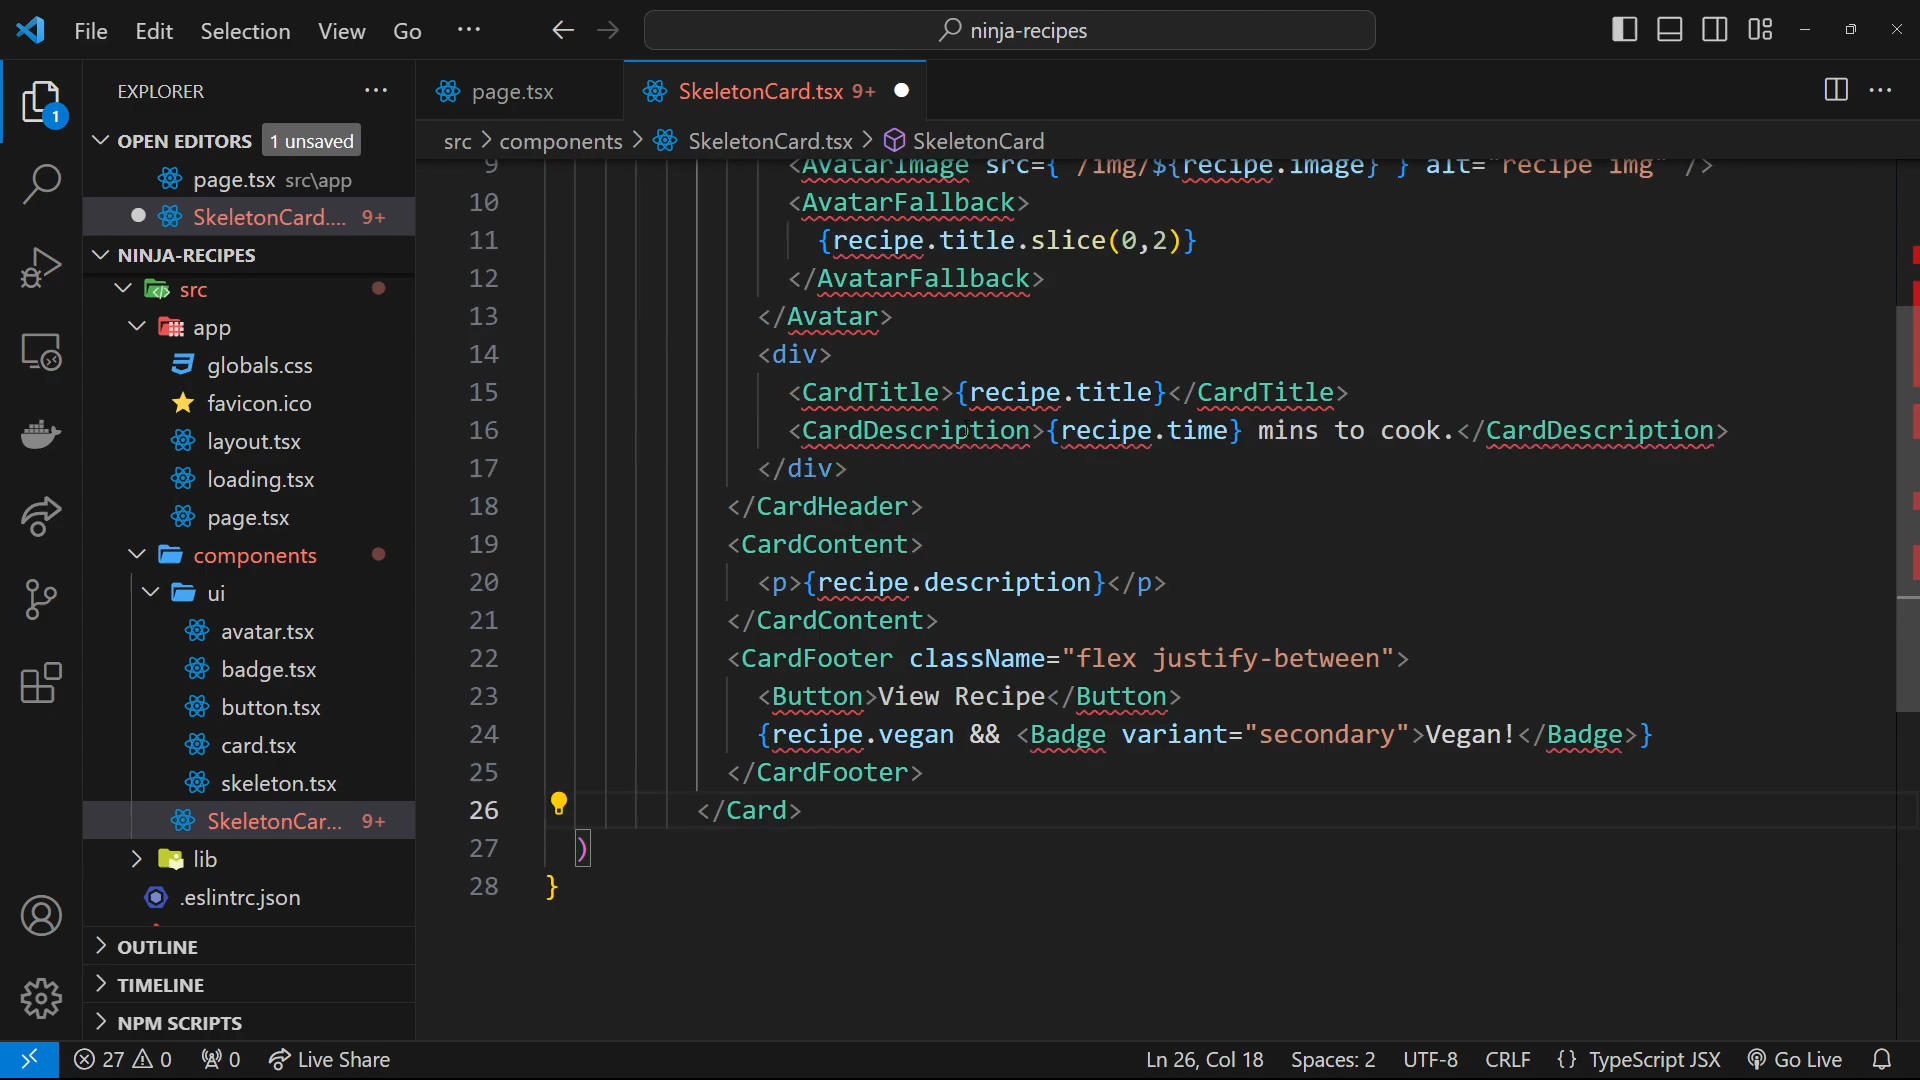 File Edit Selection View Go ninja-recipes
EXPLORER
OPEN EDITORS 1 unsaved
page.tsx src\app
SkeletonCard.... 9+
NINJA-RECIPES
src
app
globals.css
favicon.ico
layout.tsx
loading.tsx
page.tsx
components
ui
avatar.tsx
badge.tsx
button.tsx
card.tsx
skeleton.tsx
SkeletonCar... 9+
lib
.eslintrc.json
OUTLINE
TIMELINE
NPM SCRIPTS
1
page.tsx SkeletonCard.tsx 9+
src > components > SkeletonCard.tsx > SkeletonCard
9 <AvatarImage src={`/img/${recipe.image}`} alt="recipe img" />
10 <AvatarFallback>
11 {recipe.title.slice(0,2)}
12 </AvatarFallback>
13 </Avatar>
14 <div>
15 <CardTitle>{recipe.title}</CardTitle>
16 <CardDescription>{recipe.time} mins to cook.</CardDescription>
17 </div>
18 </CardHeader>
19 <CardContent>
20 <p>{recipe.description}</p>
21 </CardContent>
22 <CardFooter className="flex justify-between">
23 <Button>View Recipe</Button>
24 {recipe.vegan && <Badge variant="secondary">Vegan!</Badge>}
25 </CardFooter>
26 </Card>
27 )
28 }
27 0 0 Live Share Ln 26, Col 18 Spaces: 2 UTF-8 CRLF {} TypeScript JSX Go Live